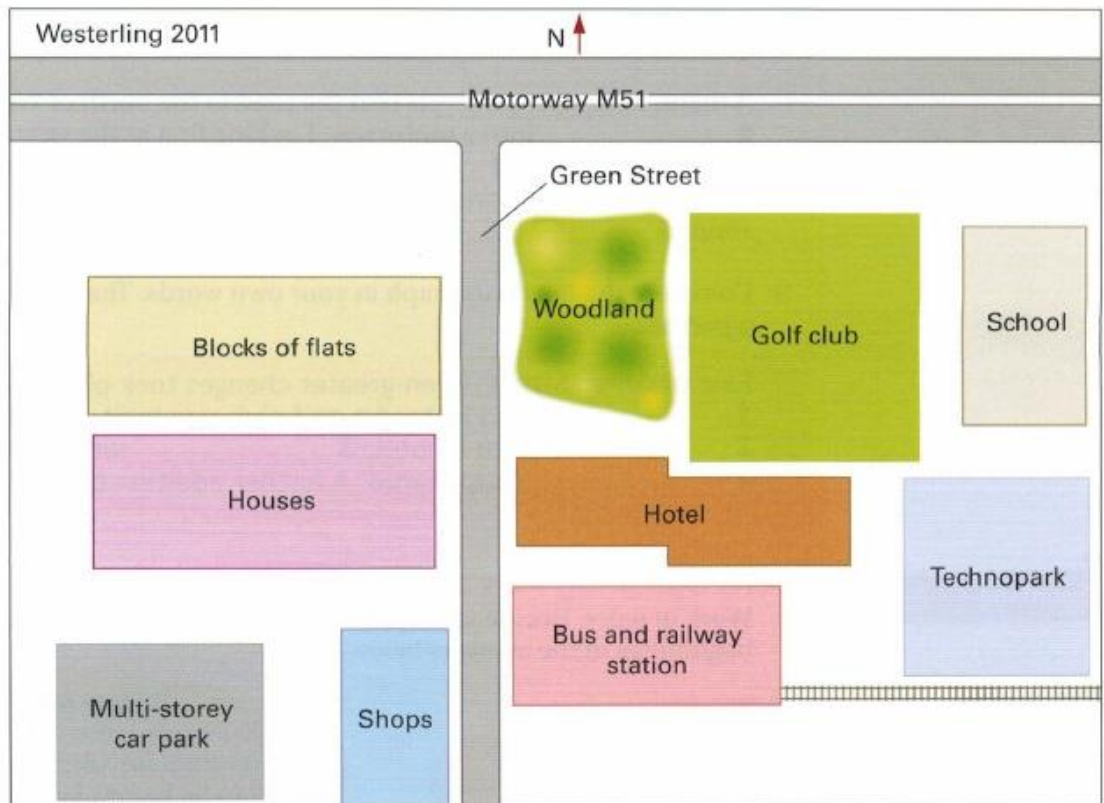 Westerling 2011
N
Motorway M51
Green Street
Woodland
Golf club
School
Blocks of flats
Houses
Hotel
Technopark
Bus and railway
station
Multi-storey
car park
Shops